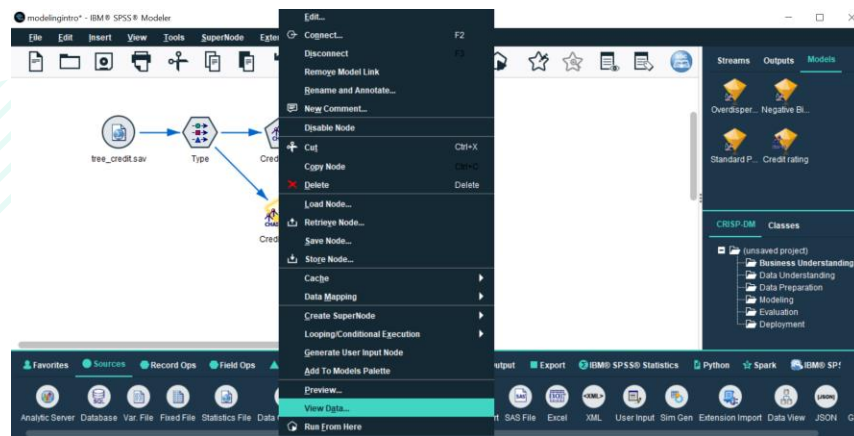 modelingintro* - IBM® SPSS® Modeler
File Edit Insert View Tools SuperNode
Streams Outputs Models
Overdisper... Negative Bi...
Standard P... Credit rating
tree_credit.sav Type
Edit...
Connect... F2
Disconnect F3
Remove Model Link
Rename and Annotate...
New Comment...
Disable Node
Cut Ctrl+X
Copy Node Ctrl+C
Delete Delete
Load Node...
Retrieve Node...
Save Node...
Store Node...
Cache
Data Mapping
Create SuperNode
Looping/Conditional Execution
Generate User Input Node
Add To Models Palette
Preview...
View Data...
Run From Here
CRISP-DM Classes
(unsaved project)
Business Understanding
Data Understanding
Data Preparation
Modeling
Evaluation
Deployment
Favorites Sources Record Ops Field Ops Export IBM® SPSS® Statistics Python Spark IBM® SP
Analytic Server Database Var. File Fixed File Statistics File Data SAS File Excel XML User Input Sim Gen Extension Import Data View JSON